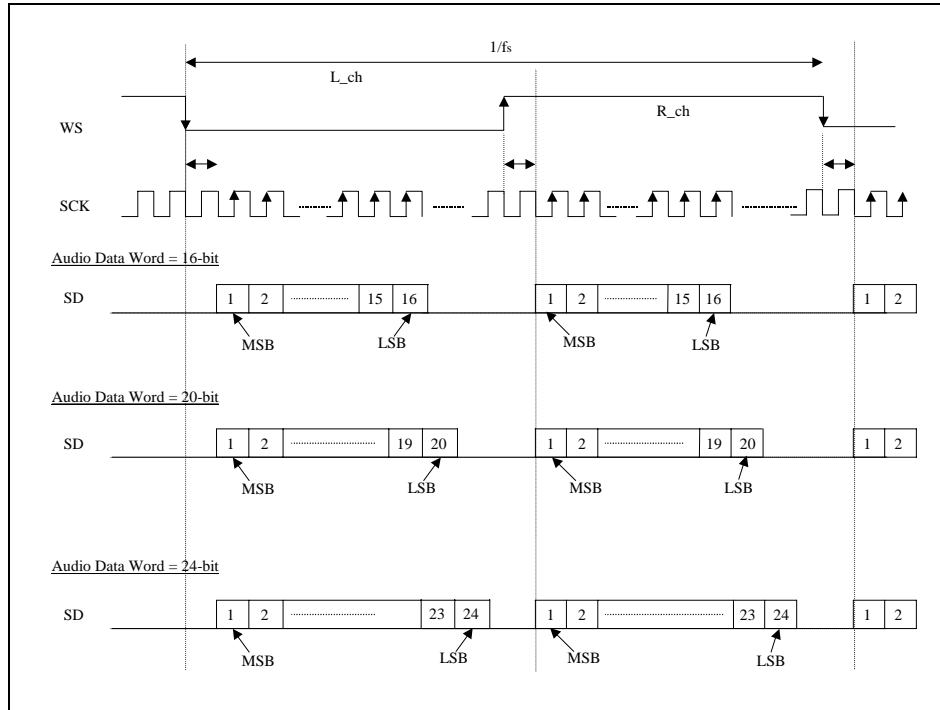 1/fs
L_ch
R_ch
WS
SCK
Audio Data Word = 16-bit
SD 1 2 15 16 1 2 15 16 1 2
MSB LSB MSB LSB
Audio Data Word = 20-bit
SD 1 2 19 20 1 2 19 20 1 2
MSB LSB MSB LSB
Audio Data Word = 24-bit
SD 1 2 23 24 1 2 23 24 1 2
MSB LSB MSB LSB